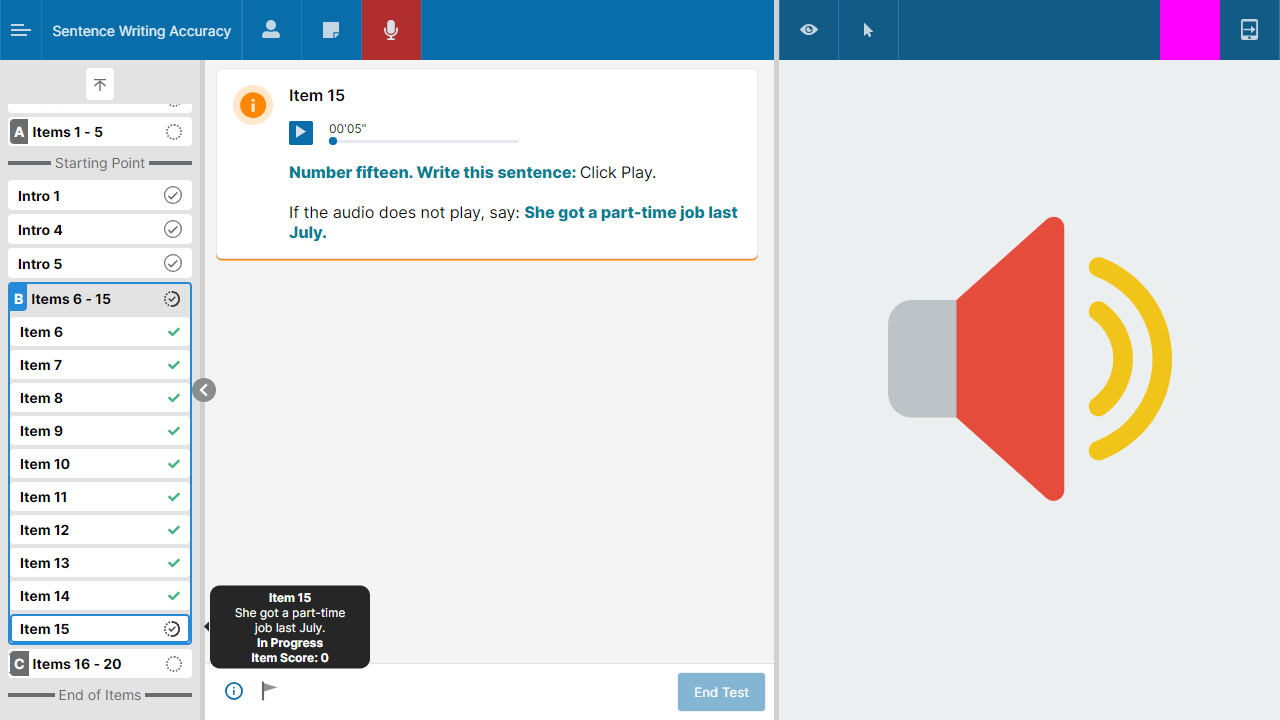 Sentence Writing Accuracy
A Items 1 - 5
Starting Point
Intro 1
Intro 4
Intro 5
B Items 6 - 15
Item 6
Item 7
Item 8
Item 9
Item 10
Item 11
Item 12
Item 13
Item 14
Item 15
C Items 16 - 20
End of Items
Item 15
00'05"
Number fifteen. Write this sentence: Click Play.
If the audio does not play, say: She got a part-time job last
July.
Item 15
She got a part-time
job last July.
In Progress
Item Score: 0
End Test